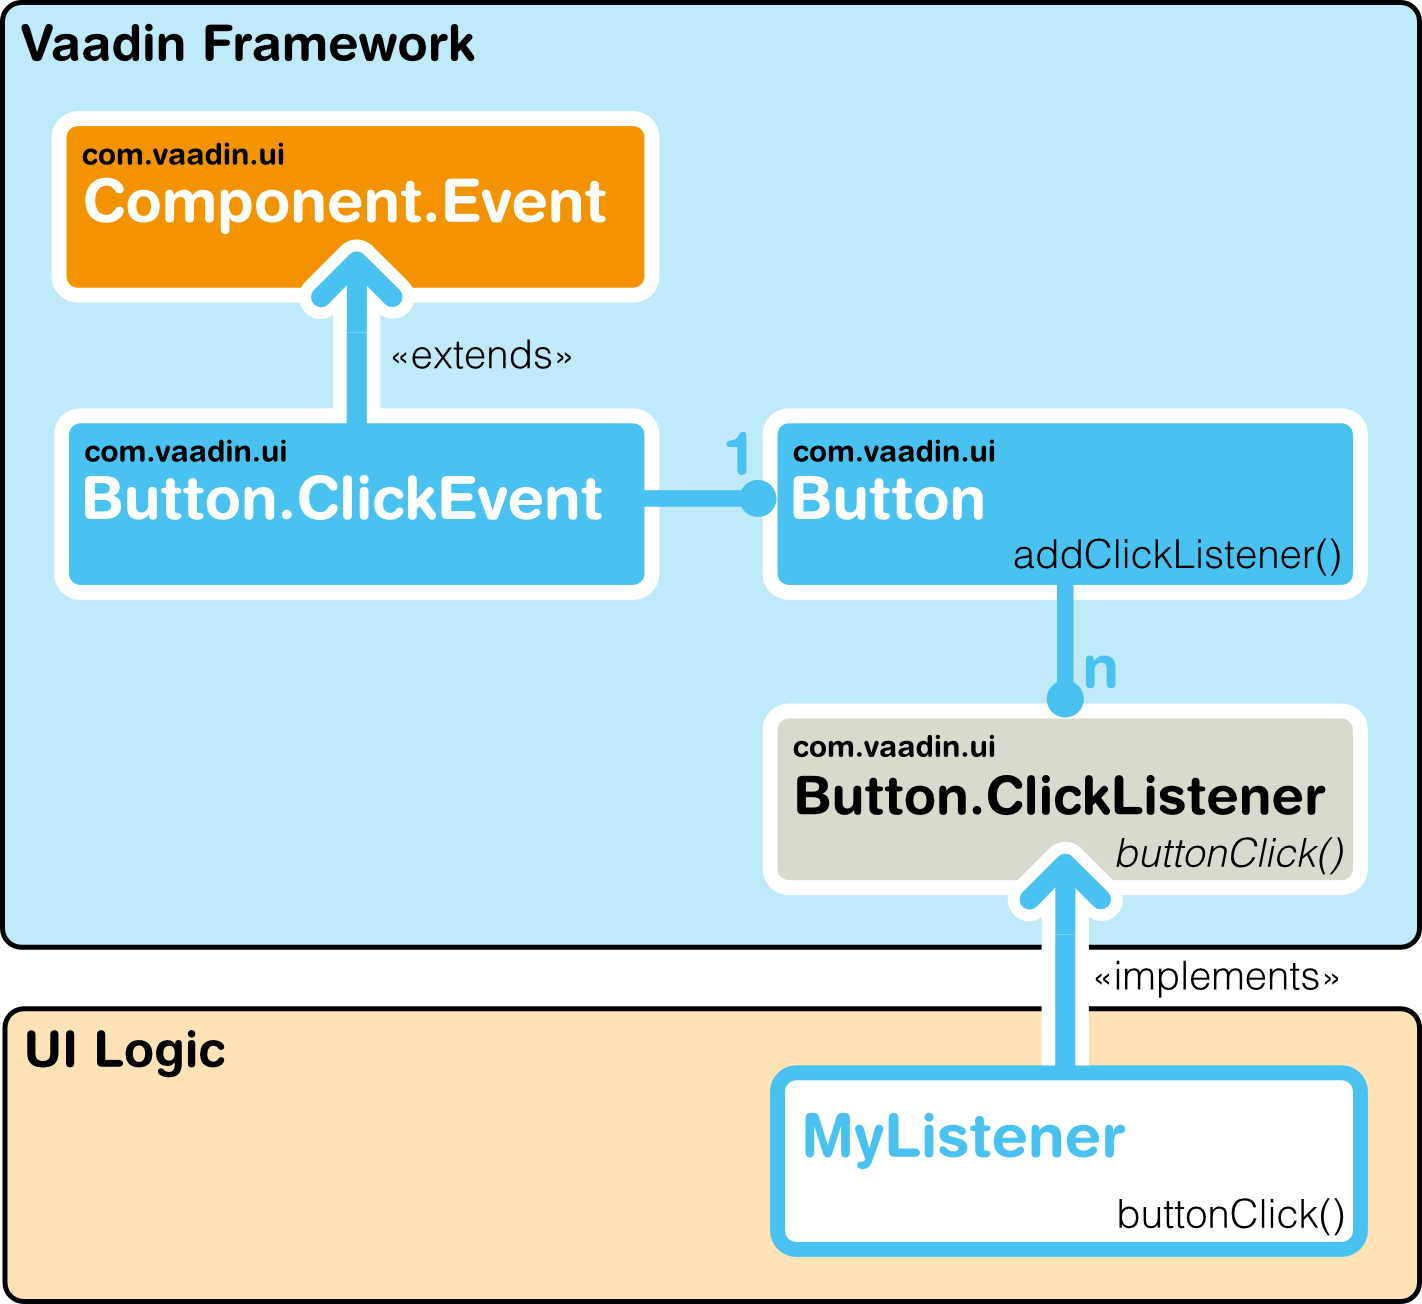 Vaadin Framework
com.vaadin.ui
Component.Event
«extends»
com.vaadin.ui
Button.ClickEvent
1
com.vaadin.ui
Button
addClickListener()
n
com.vaadin.ui
Button.ClickListener
buttonClick()
«implements»
UI Logic
MyListener
buttonClick()